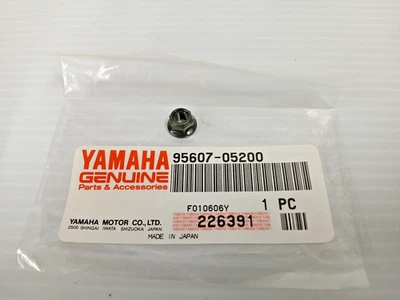 YAMAHA 95607-05200
GENUINE
Parts & Accessories
F010606Y 1 PC
YAMAHA MOTOR CO., LTD.
226391
2500 SHINGAI IWATA SHIZUOKA JAPAN
MADE IN JAPAN